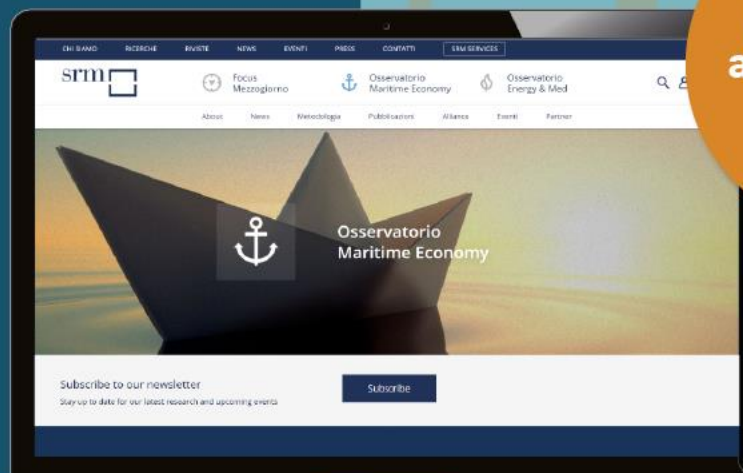 CHI SIAMO RICERCHE RIVISTE NEWS EVENTI PRESS CONTATTI SRM SERVICES
srm
Focus
Mezzogiorno
Osservatorio
Maritime Economy
Osservatorio
Energy & Med
About News Metodologia Pubblicazioni Alliance Eventi Partner
Osservatorio
Maritime Economy
Subscribe to our newsletter
Stay up to date for our latest research and upcoming events
Subscribe
a